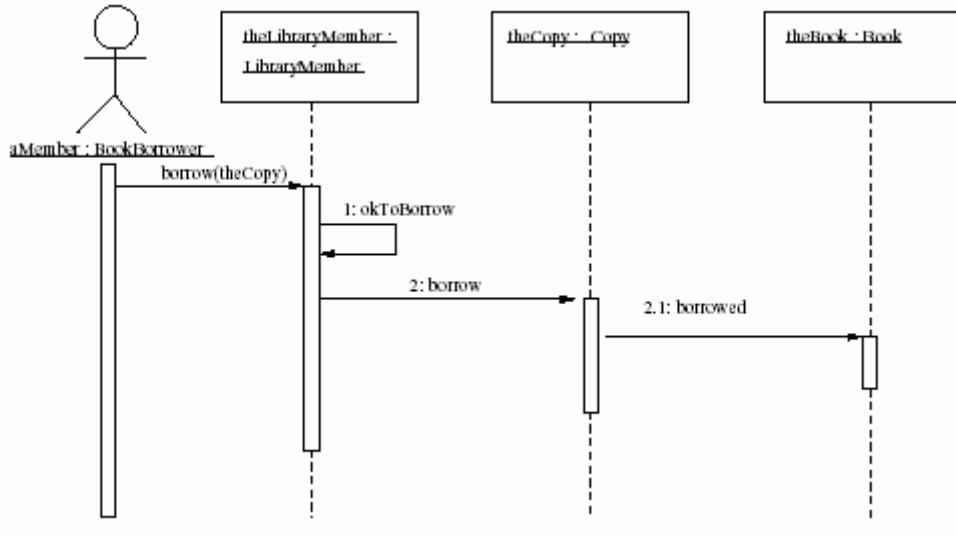 theLibraryMember :
LibraryMember
theCopy : Copy
theBook : Book
aMember : BookBorrower
borrow(theCopy)
1: okToBorrow
2: borrow
2.1: borrowed